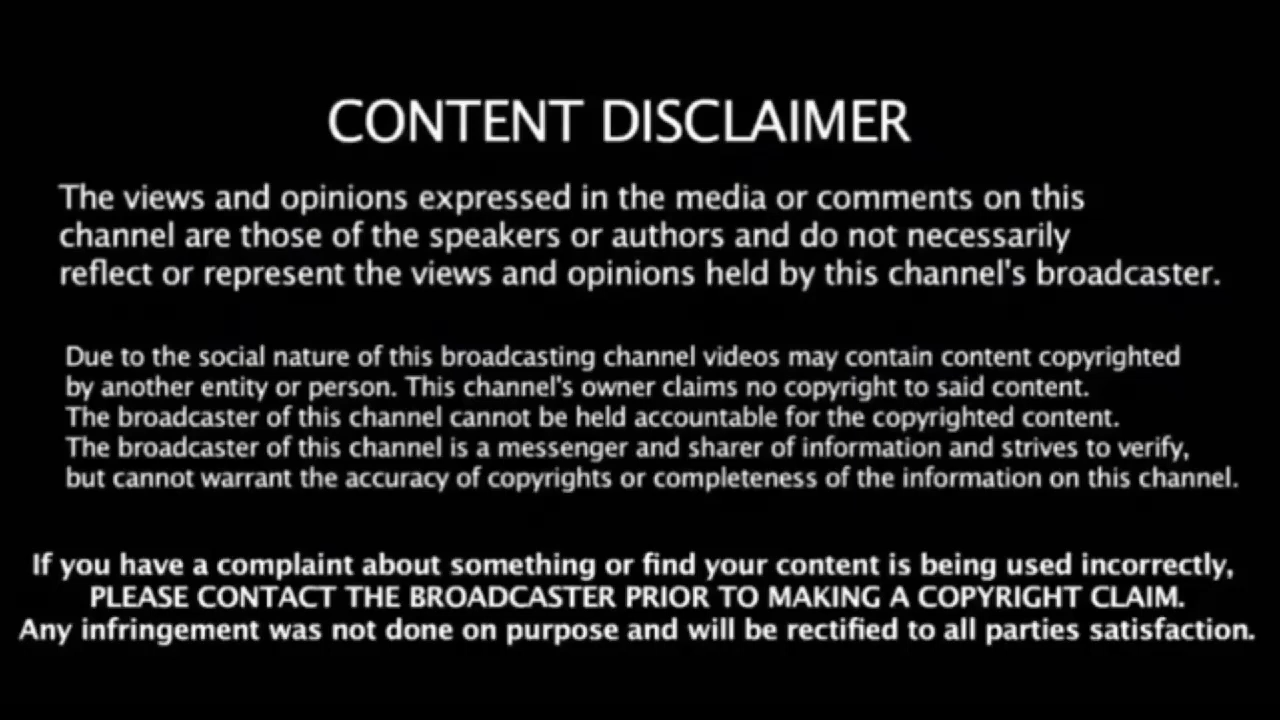 CONTENT DISCLAIMER
The views and opinions expressed in the media or comments on this
channel are those of the speakers or authors and do not necessarily
reflect or represent the views and opinions held by this channel's broadcaster.
Due to the social nature of this broadcasting channel videos may contain content copyrighted
by another entity or person. This channel's owner claims no copyright to said content.
The broadcaster of this channel cannot be held accountable for the copyrighted content.
The broadcaster of this channel is a messenger and sharer of information and strives to verify,
but cannot warrant the accuracy of copyrights or completeness of the information on this channel.
If you have a complaint about something or find your content is being used incorrectly,
PLEASE CONTACT THE BROADCASTER PRIOR TO MAKING A COPYRIGHT CLAIM.
Any infringement was not done on purpose and will be rectified to all parties satisfaction.